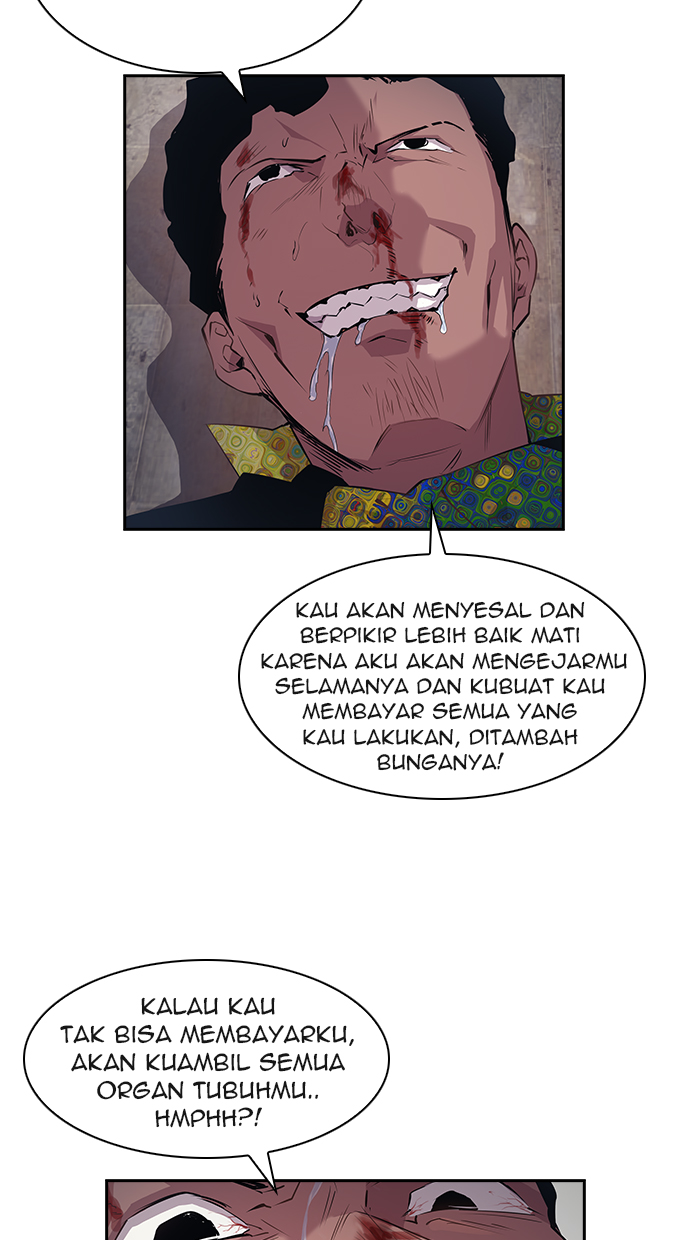 KAU AKAN MENYESAL DAN
BERPIKIR LEBIH BAIK MATI
KARENA AKU AKAN MENGEJARMU
SELAMANYA DAN KUBUAT KAU
MEMBAYAR SEMUA YANG
KAU LAKUKAN, DITAMBAH
BUNGANYA!
KALAU KAU
TAK BISA MEMBAYARKU,
AKAN KUAMBIL SEMUA
ORGAN TUBUHMU..
HMPHH?!